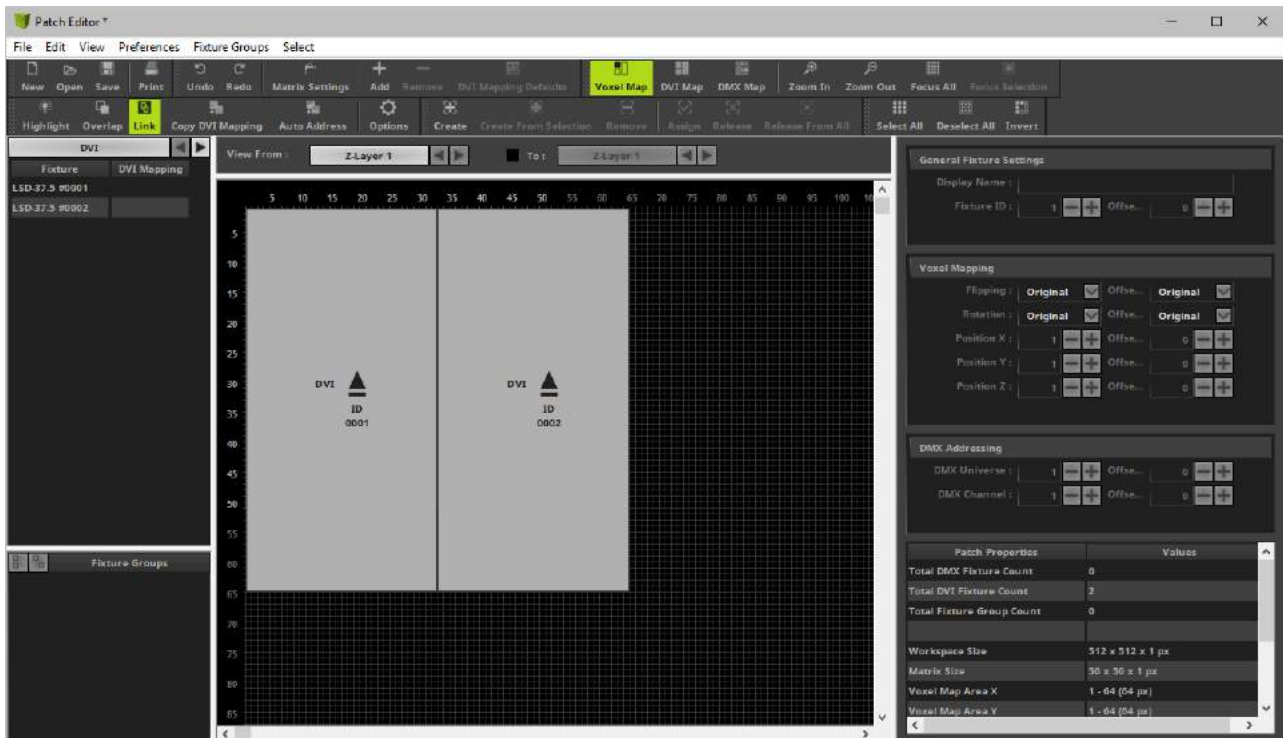 Patch Editor *
File Edit View Preferences Fixture Groups Select
New Open Save Print Undo Redo Matrix Settings Add Remove DVI Mapping Defaults Voxel Map DVI Map DMX Map Zoom In Zoom Out Focus All Focus Selection
Highlight Overlap Link Copy DVI Mapping Auto Address Options Create Create From Selection Remove Assign Release Release From All Select All Deselect All Invert
DVI
Fixture DVI Mapping
LSD-37.5 #0001
LSD-37.5 #0002
Fixture Groups
View From : Z-Layer 1 To : Z-Layer 1
5 10 15 20 25 30 35 40 45 50 55 60 65 70 75 80 85 90 95 100 10
5
10
15
20
25
30
35
40
45
50
55
60
65
70
75
80
85
DVI
ID
0001
DVI
ID
0002
General Fixture Settings
Display Name :
Fixture ID : 1 Offse... 0
Voxel Mapping
Flipping : Original Offse... Original
Rotation : Original Offse... Original
Position X : 1 Offse... 0
Position Y : 1 Offse... 0
Position Z : 1 Offse... 0
DMX Addressing
DMX Universe : 1 Offse... 0
DMX Channel : 1 Offse... 0
Patch Properties Values
Total DMX Fixture Count 0
Total DVI Fixture Count 2
Total Fixture Group Count 0
Workspace Size 512 x 512 x 1 px
Matrix Size 50 x 50 x 1 px
Voxel Map Area X 1 - 64 (64 px)
Voxel Map Area Y 1 - 64 (64 px)